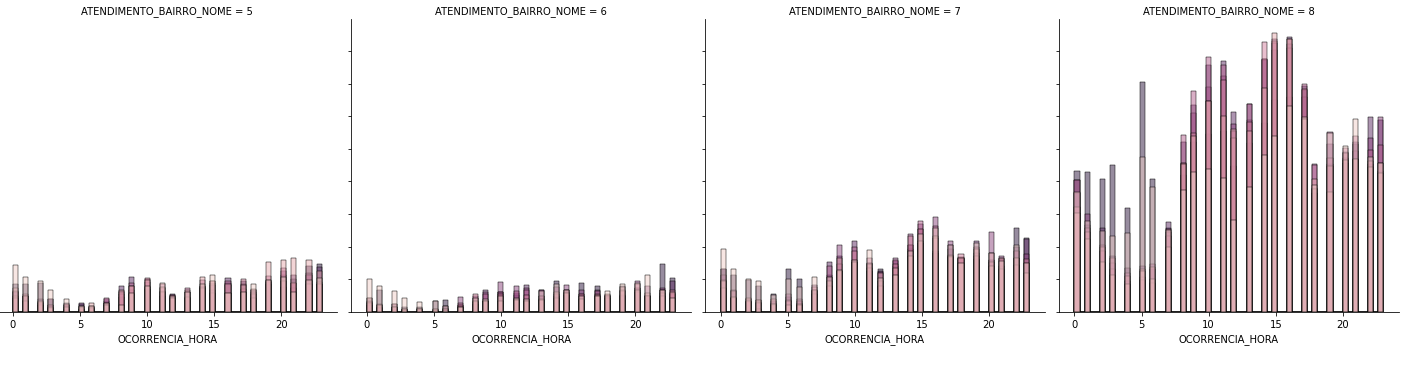 ATENDIMENTO_BAIRRO_NOME = 5
ATENDIMENTO_BAIRRO_NOME = 6
ATENDIMENTO_BAIRRO_NOME = 7
ATENDIMENTO_BAIRRO_NOME = 8
0 5 10 15 20
0 5 10 15 20
0 5 10 15 20
0 5 10 15 20
OCORRENCIA_HORA
OCORRENCIA_HORA
OCORRENCIA_HORA
OCORRENCIA_HORA